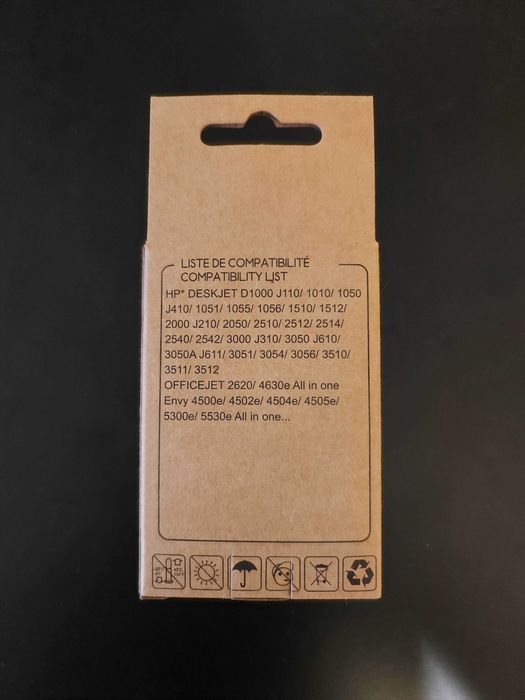 LISTE DE COMPATIBILITÉ
COMPATIBILITY LIST
HP* DESKJET D1000 J110/ 1010/ 1050
J410/ 1051/ 1055/ 1056/ 1510/ 1512/
2000 J210/ 2050/ 2510/ 2512/ 2514/
2540/ 2542/ 3000 J310/ 3050 J610/
3050A J611/ 3051/ 3054/ 3056/ 3510/
3511/ 3512
OFFICEJET 2620/ 4630e All in one
Envy 4500e/ 4502e/ 4504e/ 4505e/
5300e/ 5530e All in one...